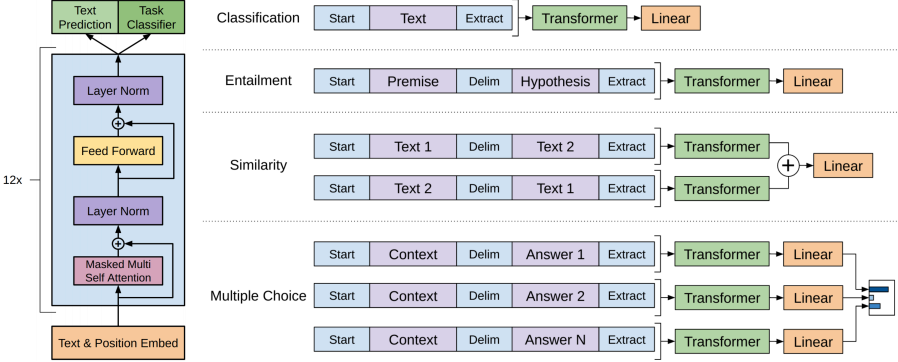 Text
Prediction
Task
Classifier
12x
Layer Norm
+
Feed Forward
Layer Norm
+
Masked Multi
Self Attention
Text & Position Embed
Classification
Start Text Extract Transformer Linear
Entailment
Start Premise Delim Hypothesis Extract Transformer Linear
Similarity
Start Text 1 Delim Text 2 Extract Transformer
+ Linear
Start Text 2 Delim Text 1 Extract Transformer
Multiple Choice
Start Context Delim Answer 1 Extract Transformer Linear
Start Context Delim Answer 2 Extract Transformer Linear
Start Context Delim Answer N Extract Transformer Linear